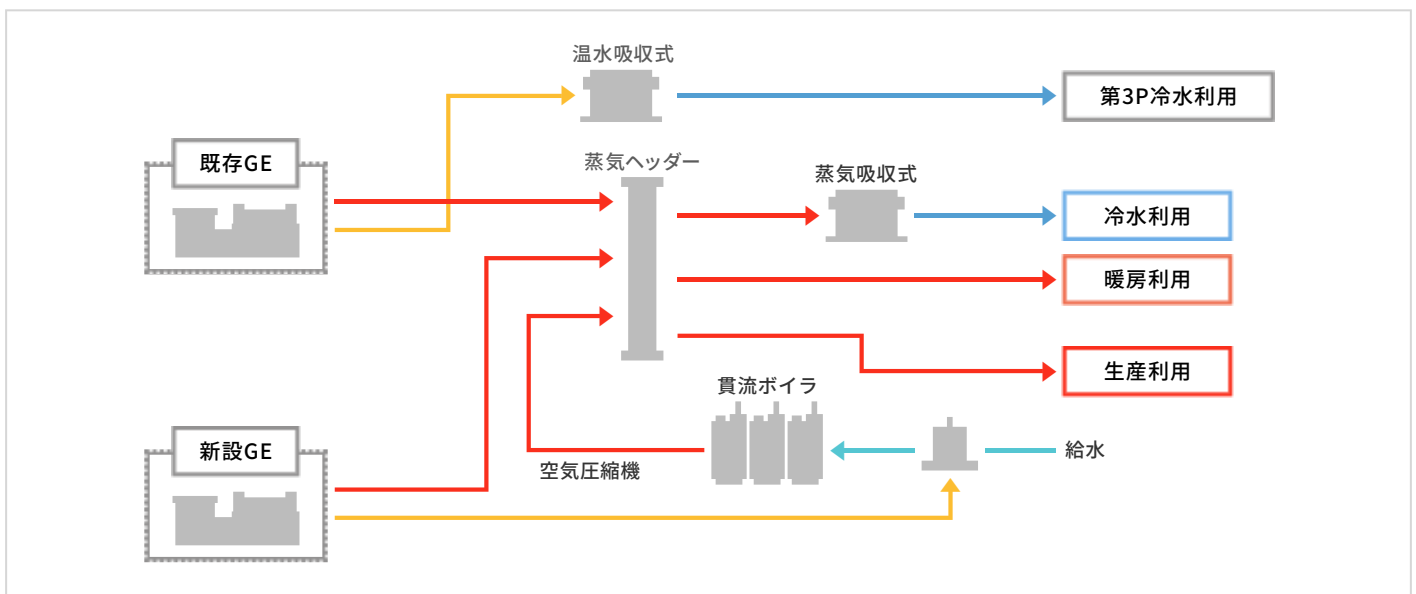 温水吸収式
第3P冷水利用
既存GE
蒸気ヘッダー
蒸気吸収式
冷水利用
暖房利用
生産利用
貫流ボイラ
新設GE
空気圧縮機
給水